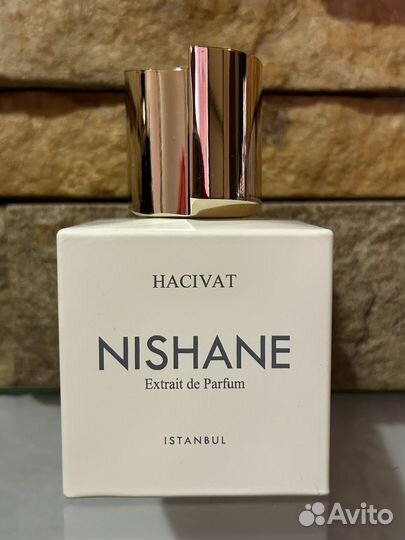 HACIVAT
NISHANE
Extrait de Parfum
ISTANBUL
Avito